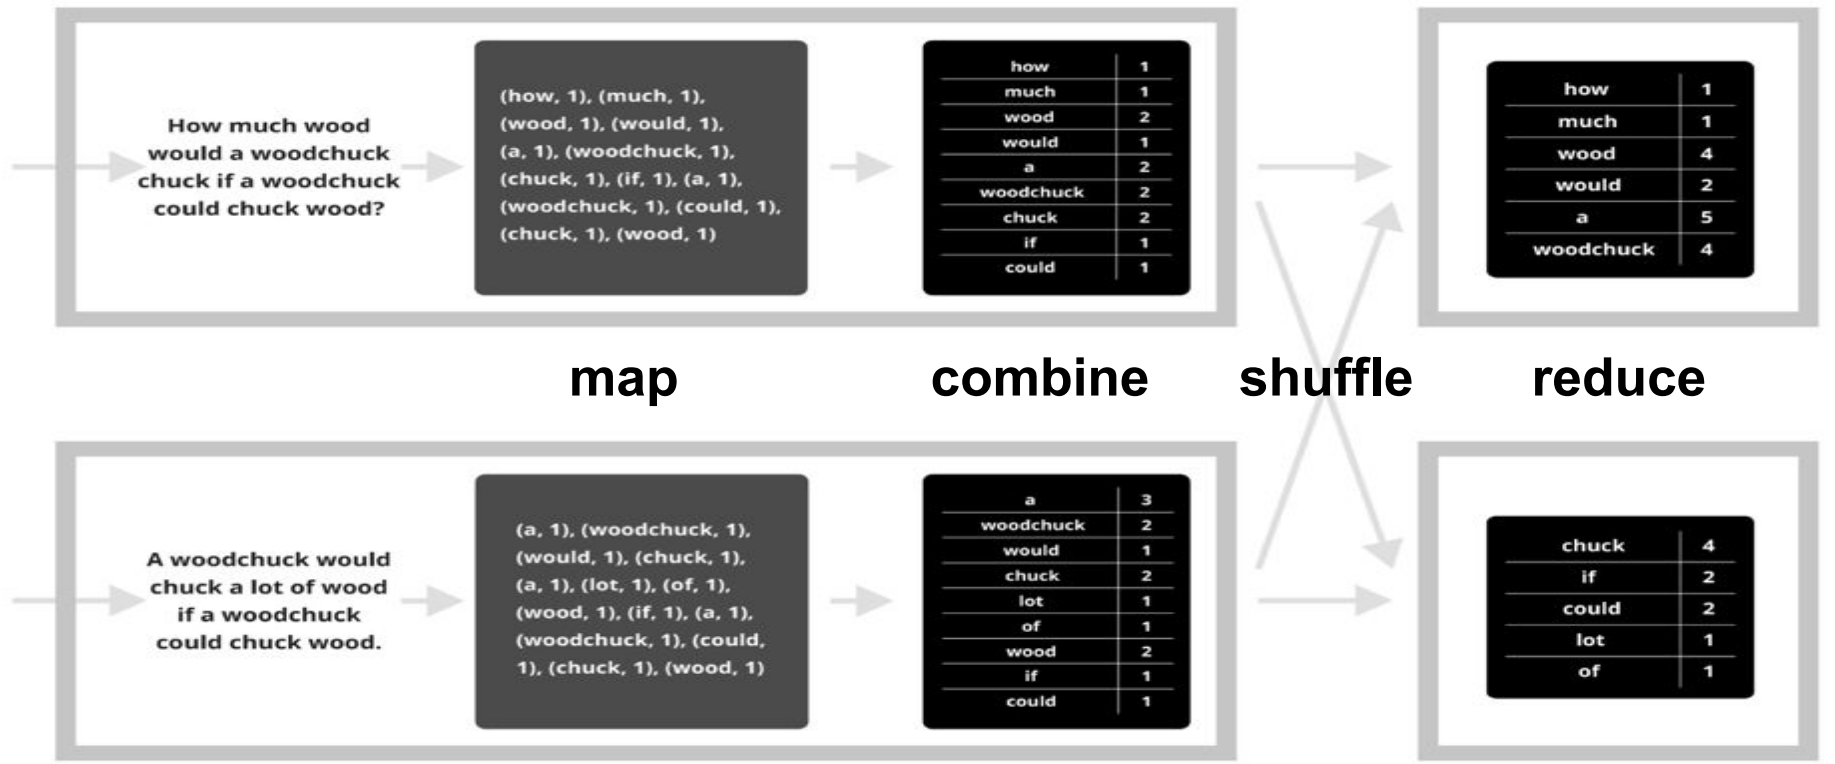 How much wood
would a woodchuck
chuck if a woodchuck
could chuck wood?
(how, 1), (much, 1),
(wood, 1), (would, 1),
(a, 1), (woodchuck, 1),
(chuck, 1), (if, 1), (a, 1),
(woodchuck, 1), (could, 1),
(chuck, 1), (wood, 1)
how 1
much 1
wood 2
would 1
a 2
woodchuck 2
chuck 2
if 1
could 1
how 1
much 1
wood 4
would 2
a 5
woodchuck 4
map combine shuffle reduce
A woodchuck would
chuck a lot of wood
if a woodchuck
could chuck wood.
(a, 1), (woodchuck, 1),
(would, 1), (chuck, 1),
(a, 1), (lot, 1), (of, 1),
(wood, 1), (if, 1), (a, 1),
(woodchuck, 1), (could,
1), (chuck, 1), (wood, 1)
a 3
woodchuck 2
would 1
chuck 2
lot 1
of 1
wood 2
if 1
could 1
chuck 4
if 2
could 2
lot 1
of 1